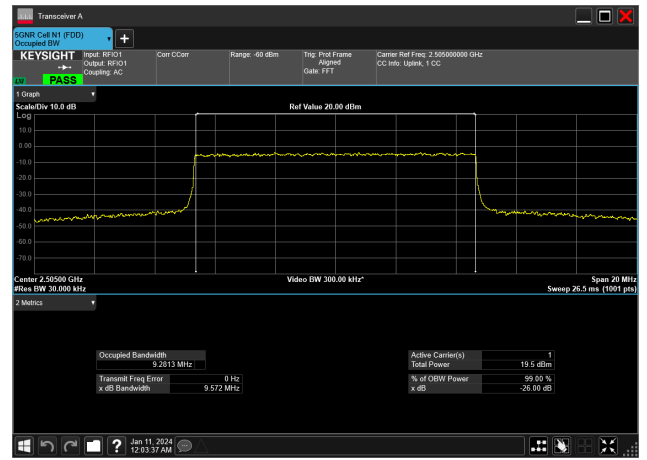 Transceiver A
5GNR Cell N1 (FDD)
Occupied BW
KEYSIGHT Input: RFIO1 Corr CCorr Range: -60 dBm Trig: Prot Frame Carrier Ref Freq: 2.505000000 GHz
Output: RFIO1 Aligned CC Info: Uplink, 1 CC
Coupling: AC Gate: FFT
PASS
1 Graph
Scale/Div 10.0 dB Ref Value 20.00 dBm
Log
10.0
0.00
-10.0
-20.0
-30.0
-40.0
-50.0
-60.0
-70.0
Center 2.50500 GHz Video BW 300.00 kHz* Span 20 MHz
#Res BW 30.000 kHz Sweep 26.5 ms (1001 pts)
2 Metrics
Occupied Bandwidth Active Carrier(s) 1
9.2813 MHz Total Power 19.5 dBm
Transmit Freq Error 0 Hz % of OBW Power 99.00 %
x dB Bandwidth 9.572 MHz x dB -26.00 dB
? Jan 11, 2024
12:03:37 AM